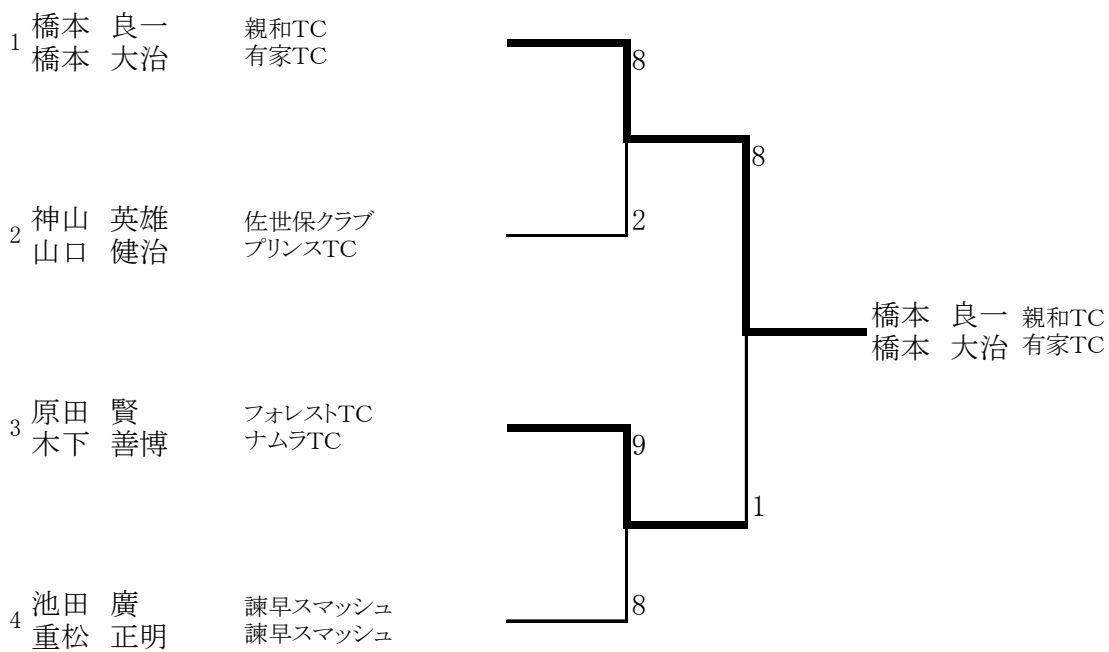 1 橋本 良一 親和TC
橋本 大治 有家TC
8
8
2 神山 英雄 佐世保クラブ
山口 健治 プリンスTC
2
橋本 良一 親和TC
橋本 大治 有家TC
3 原田 賢 フォレストTC
木下 善博 ナムラTC
9
1
4 池田 廣 諫早スマッシュ
重松 正明 諫早スマッシュ
8